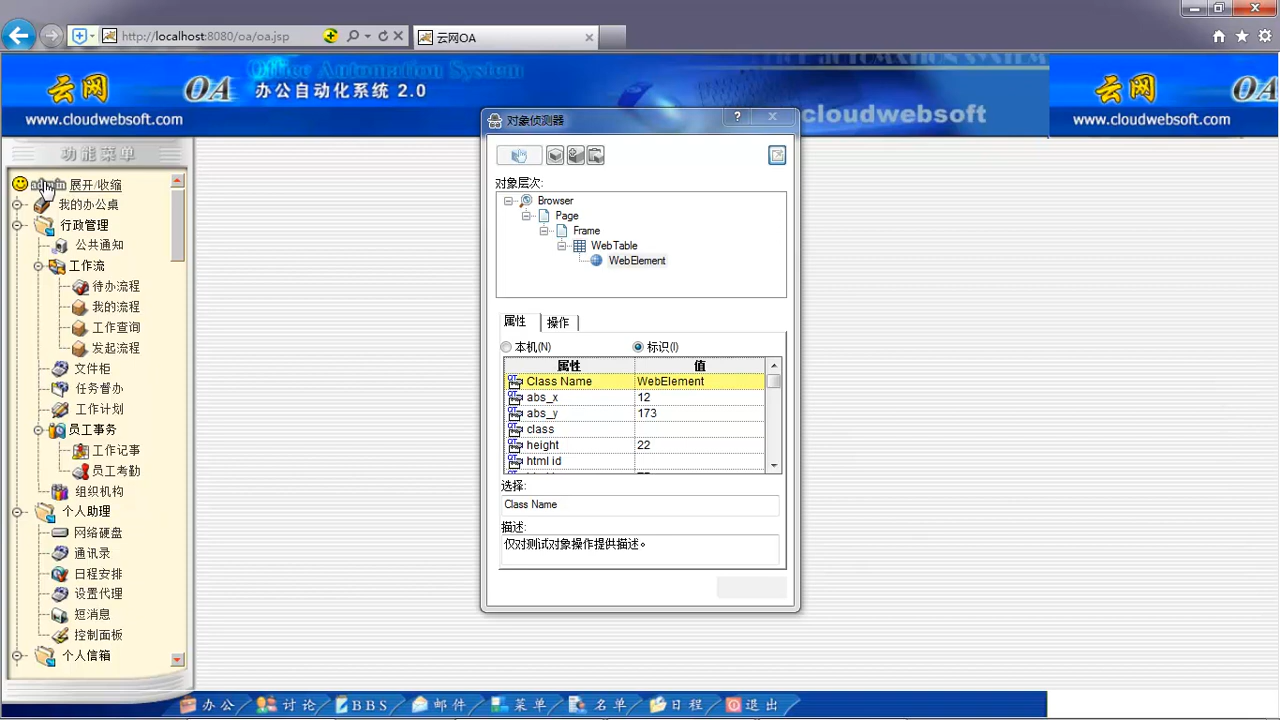 http://localhost:8080/oa/oa.jsp
云网OA
云网
OA
Office Automation System
办公自动化系统 2.0
www.cloudwebsoft.com
cloudwebsoft
云网
OA
www.cloudwebsoft.com
功能菜单
admin 展开/收缩
我的办公桌
行政管理
公共通知
工作流
待办流程
我的流程
工作查询
发起流程
文件柜
任务督办
工作计划
员工事务
工作记事
员工考勤
组织机构
个人助理
网络硬盘
通讯录
日程安排
设置代理
短消息
控制面板
个人信箱
对象侦测器
对象层次:
Browser
Page
Frame
WebTable
WebElement
属性 操作
本机(N) 标识(I)
属性 值
Class Name WebElement
abs_x 12
abs_y 173
class
height 22
html id
选择:
Class Name
描述:
仅对测试对象操作提供描述。
办公 讨论 BBS 邮件 菜单 名单 日程 退出